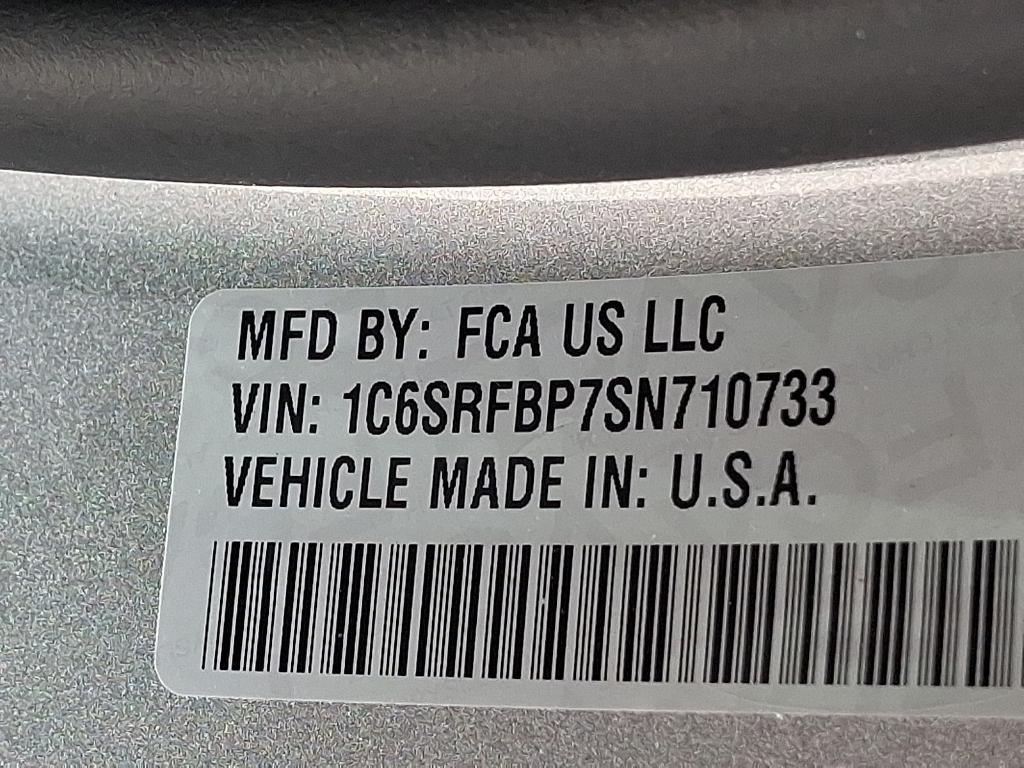 MFD BY: FCA US LLC
VIN: 1C6SRFBP7SN710733
VEHICLE MADE IN: U.S.A.